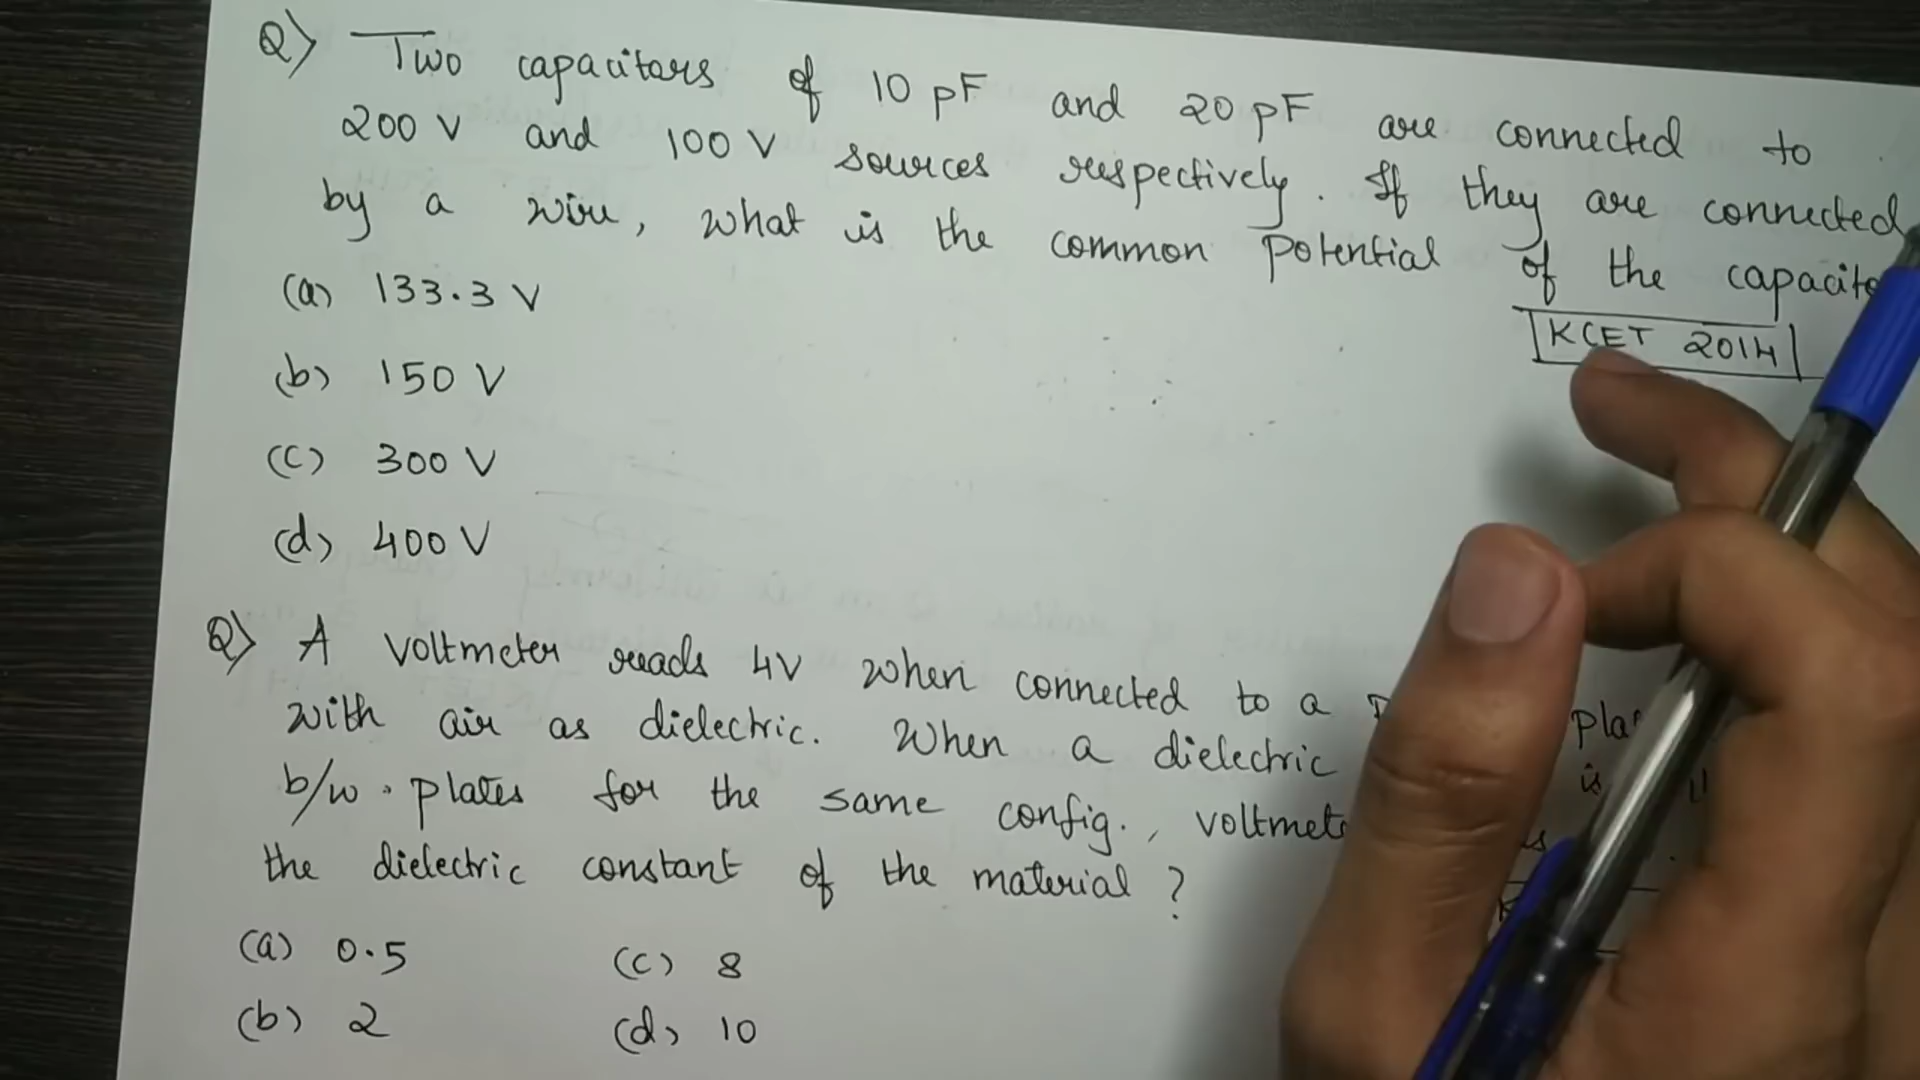 Q) Two capacitors of 10 pF and 20 pF are connected to
200 V and 100 V sources respectively. If they are connected
by a wire, what is the common potential of the
KCET 2014
(a) 133.3 V
(b) 150 V
(c) 300 V
(d) 400 V
Q) A voltmeter reads 4V when connected to a
with air as dielectric. When a dielectric is
b/w plates for the same config., 
the dielectric constant of the material ?
(a) 0.5 (c) 8
(b) 2 (d) 10